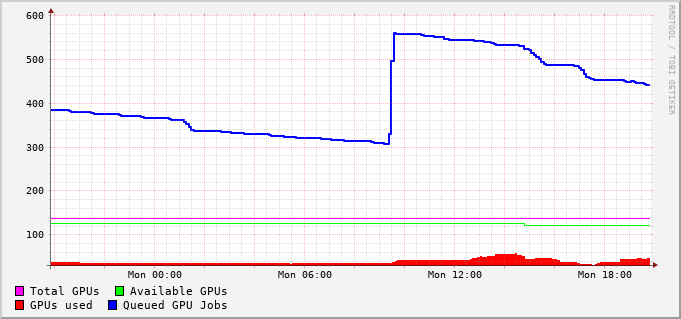 600
500
400
300
200
100
Mon 00:00 Mon 06:00 Mon 12:00 Mon 18:00
Total GPUs Available GPUs
GPUs used Queued GPU Jobs
RRDTOOL / TOBI OETIKER